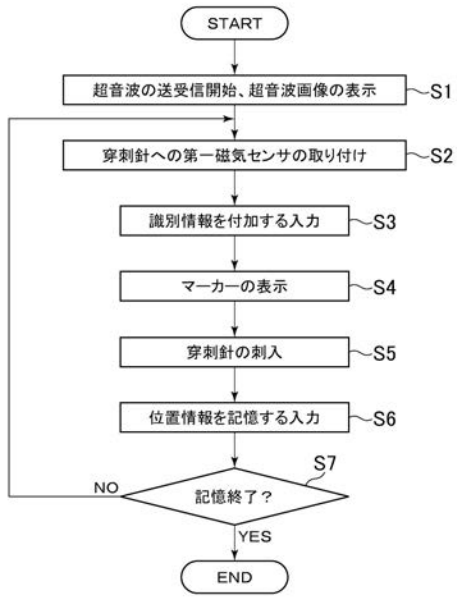 START
超音波の送受信開始、超音波画像の表示
S1
穿刺針への第一磁気センサの取り付け
S2
識別情報を付加する入力
S3
マーカーの表示
S4
穿刺針の刺入
S5
位置情報を記憶する入力
S6
S7
記憶終了？
NO
YES
END